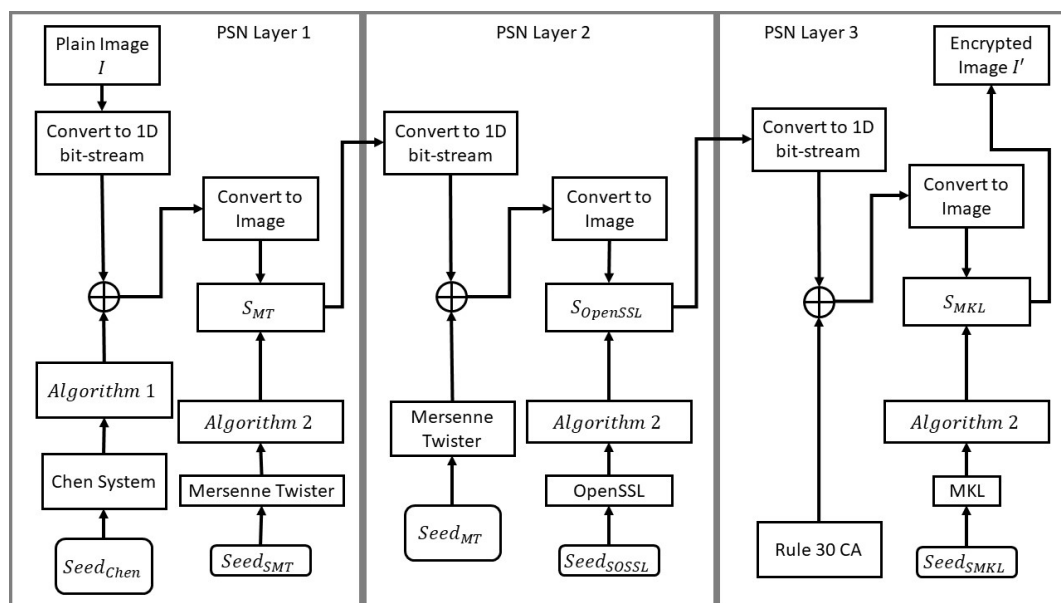 PSN Layer 1
Plain Image
I
Convert to 1D
bit-stream
Convert to
Image
S_MT
Algorithm 1
Algorithm 2
Chen System
Mersenne Twister
Seed_Chen
Seed_SMT
PSN Layer 2
Convert to 1D
bit-stream
Convert to
Image
S_OpenSSL
Mersenne
Twister
Algorithm 2
OpenSSL
Seed_MT
Seed_SOSSL
PSN Layer 3
Encrypted
Image I′
Convert to 1D
bit-stream
Convert to
Image
S_MKL
Algorithm 2
MKL
Rule 30 CA
Seed_SMKL